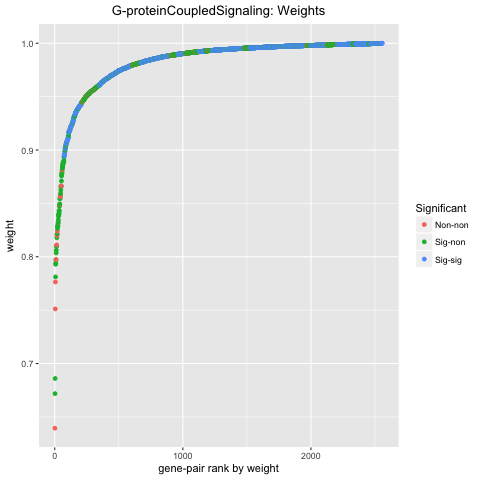 G-proteinCoupledSignaling: Weights
1.0
0.9
0.8
0.7
weight
0
1000
2000
gene-pair rank by weight
Significant
Non-non
Sig-non
Sig-sig